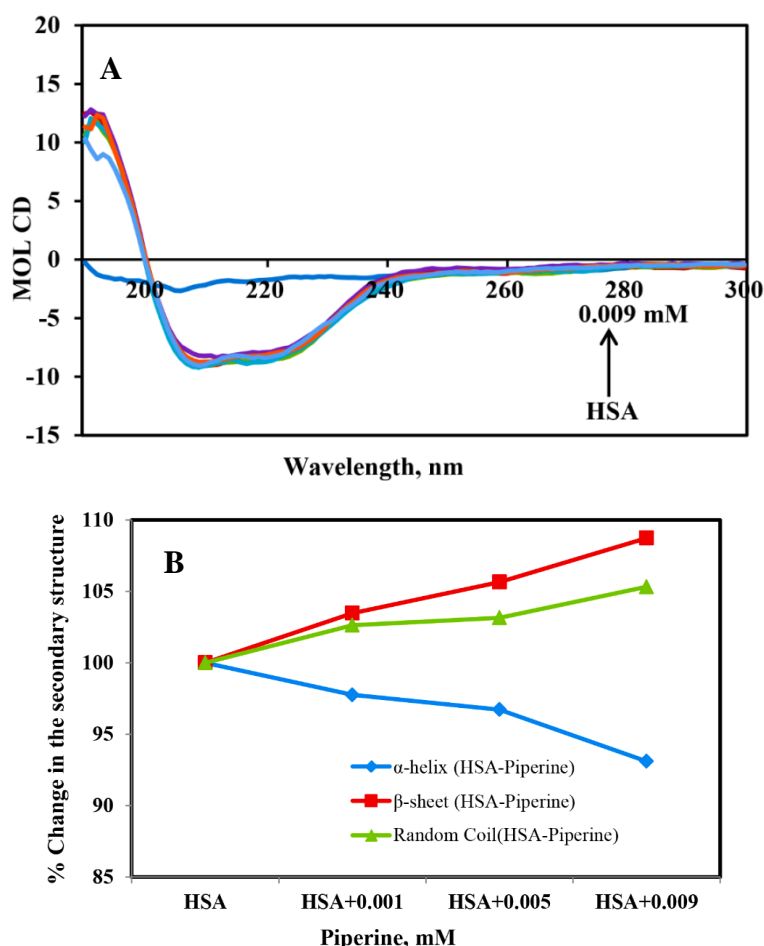 A
20
15
10
5
0
-5
-10
-15
MOL CD
200 220 240 260 280 300
0.009 mM
HSA
Wavelength, nm
B
110
105
100
95
90
85
% Change in the secondary structure
α-helix (HSA-Piperine)
β-sheet (HSA-Piperine)
Random Coil(HSA-Piperine)
HSA HSA+0.001 HSA+0.005 HSA+0.009
Piperine, mM